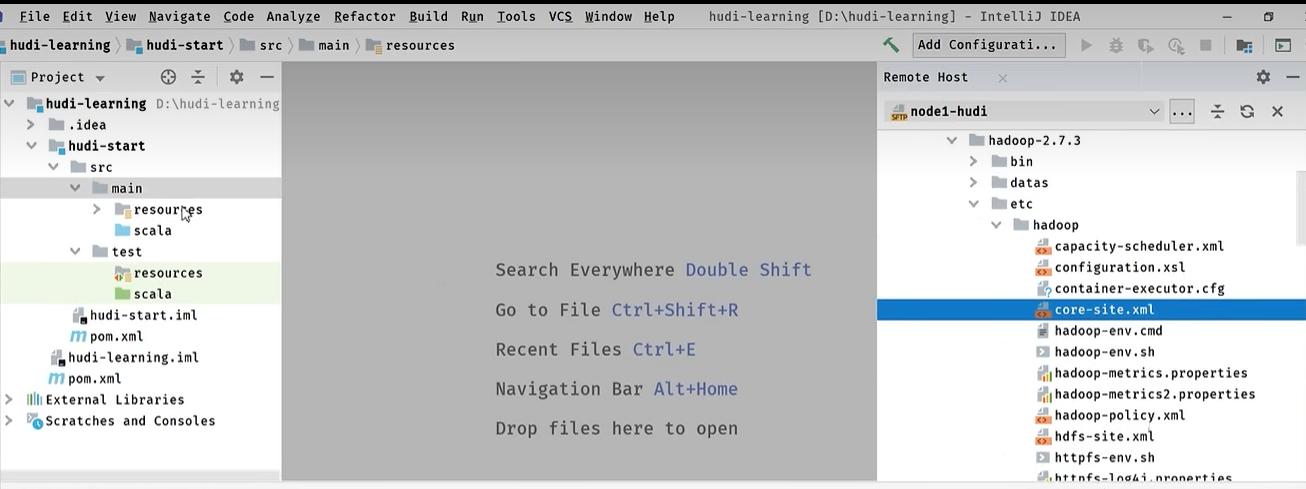 File Edit View Navigate Code Analyze Refactor Build Run Tools VCS Window Help hudi-learning [D:\hudi-learning] - IntelliJ IDEA
hudi-learning hudi-start src main resources Add Configurati...
Project
hudi-learning D:\hudi-learning
.idea
hudi-start
src
main
resources
scala
test
resources
scala
hudi-start.iml
pom.xml
hudi-learning.iml
pom.xml
External Libraries
Scratches and Consoles
Search Everywhere Double Shift
Go to File Ctrl+Shift+R
Recent Files Ctrl+E
Navigation Bar Alt+Home
Drop files here to open
Remote Host
SFTP node1-hudi ...
hadoop-2.7.3
bin
datas
etc
hadoop
capacity-scheduler.xml
configuration.xsl
container-executor.cfg
core-site.xml
hadoop-env.cmd
hadoop-env.sh
hadoop-metrics.properties
hadoop-metrics2.properties
hadoop-policy.xml
hdfs-site.xml
httpfs-env.sh
httpfs-log4j.properties